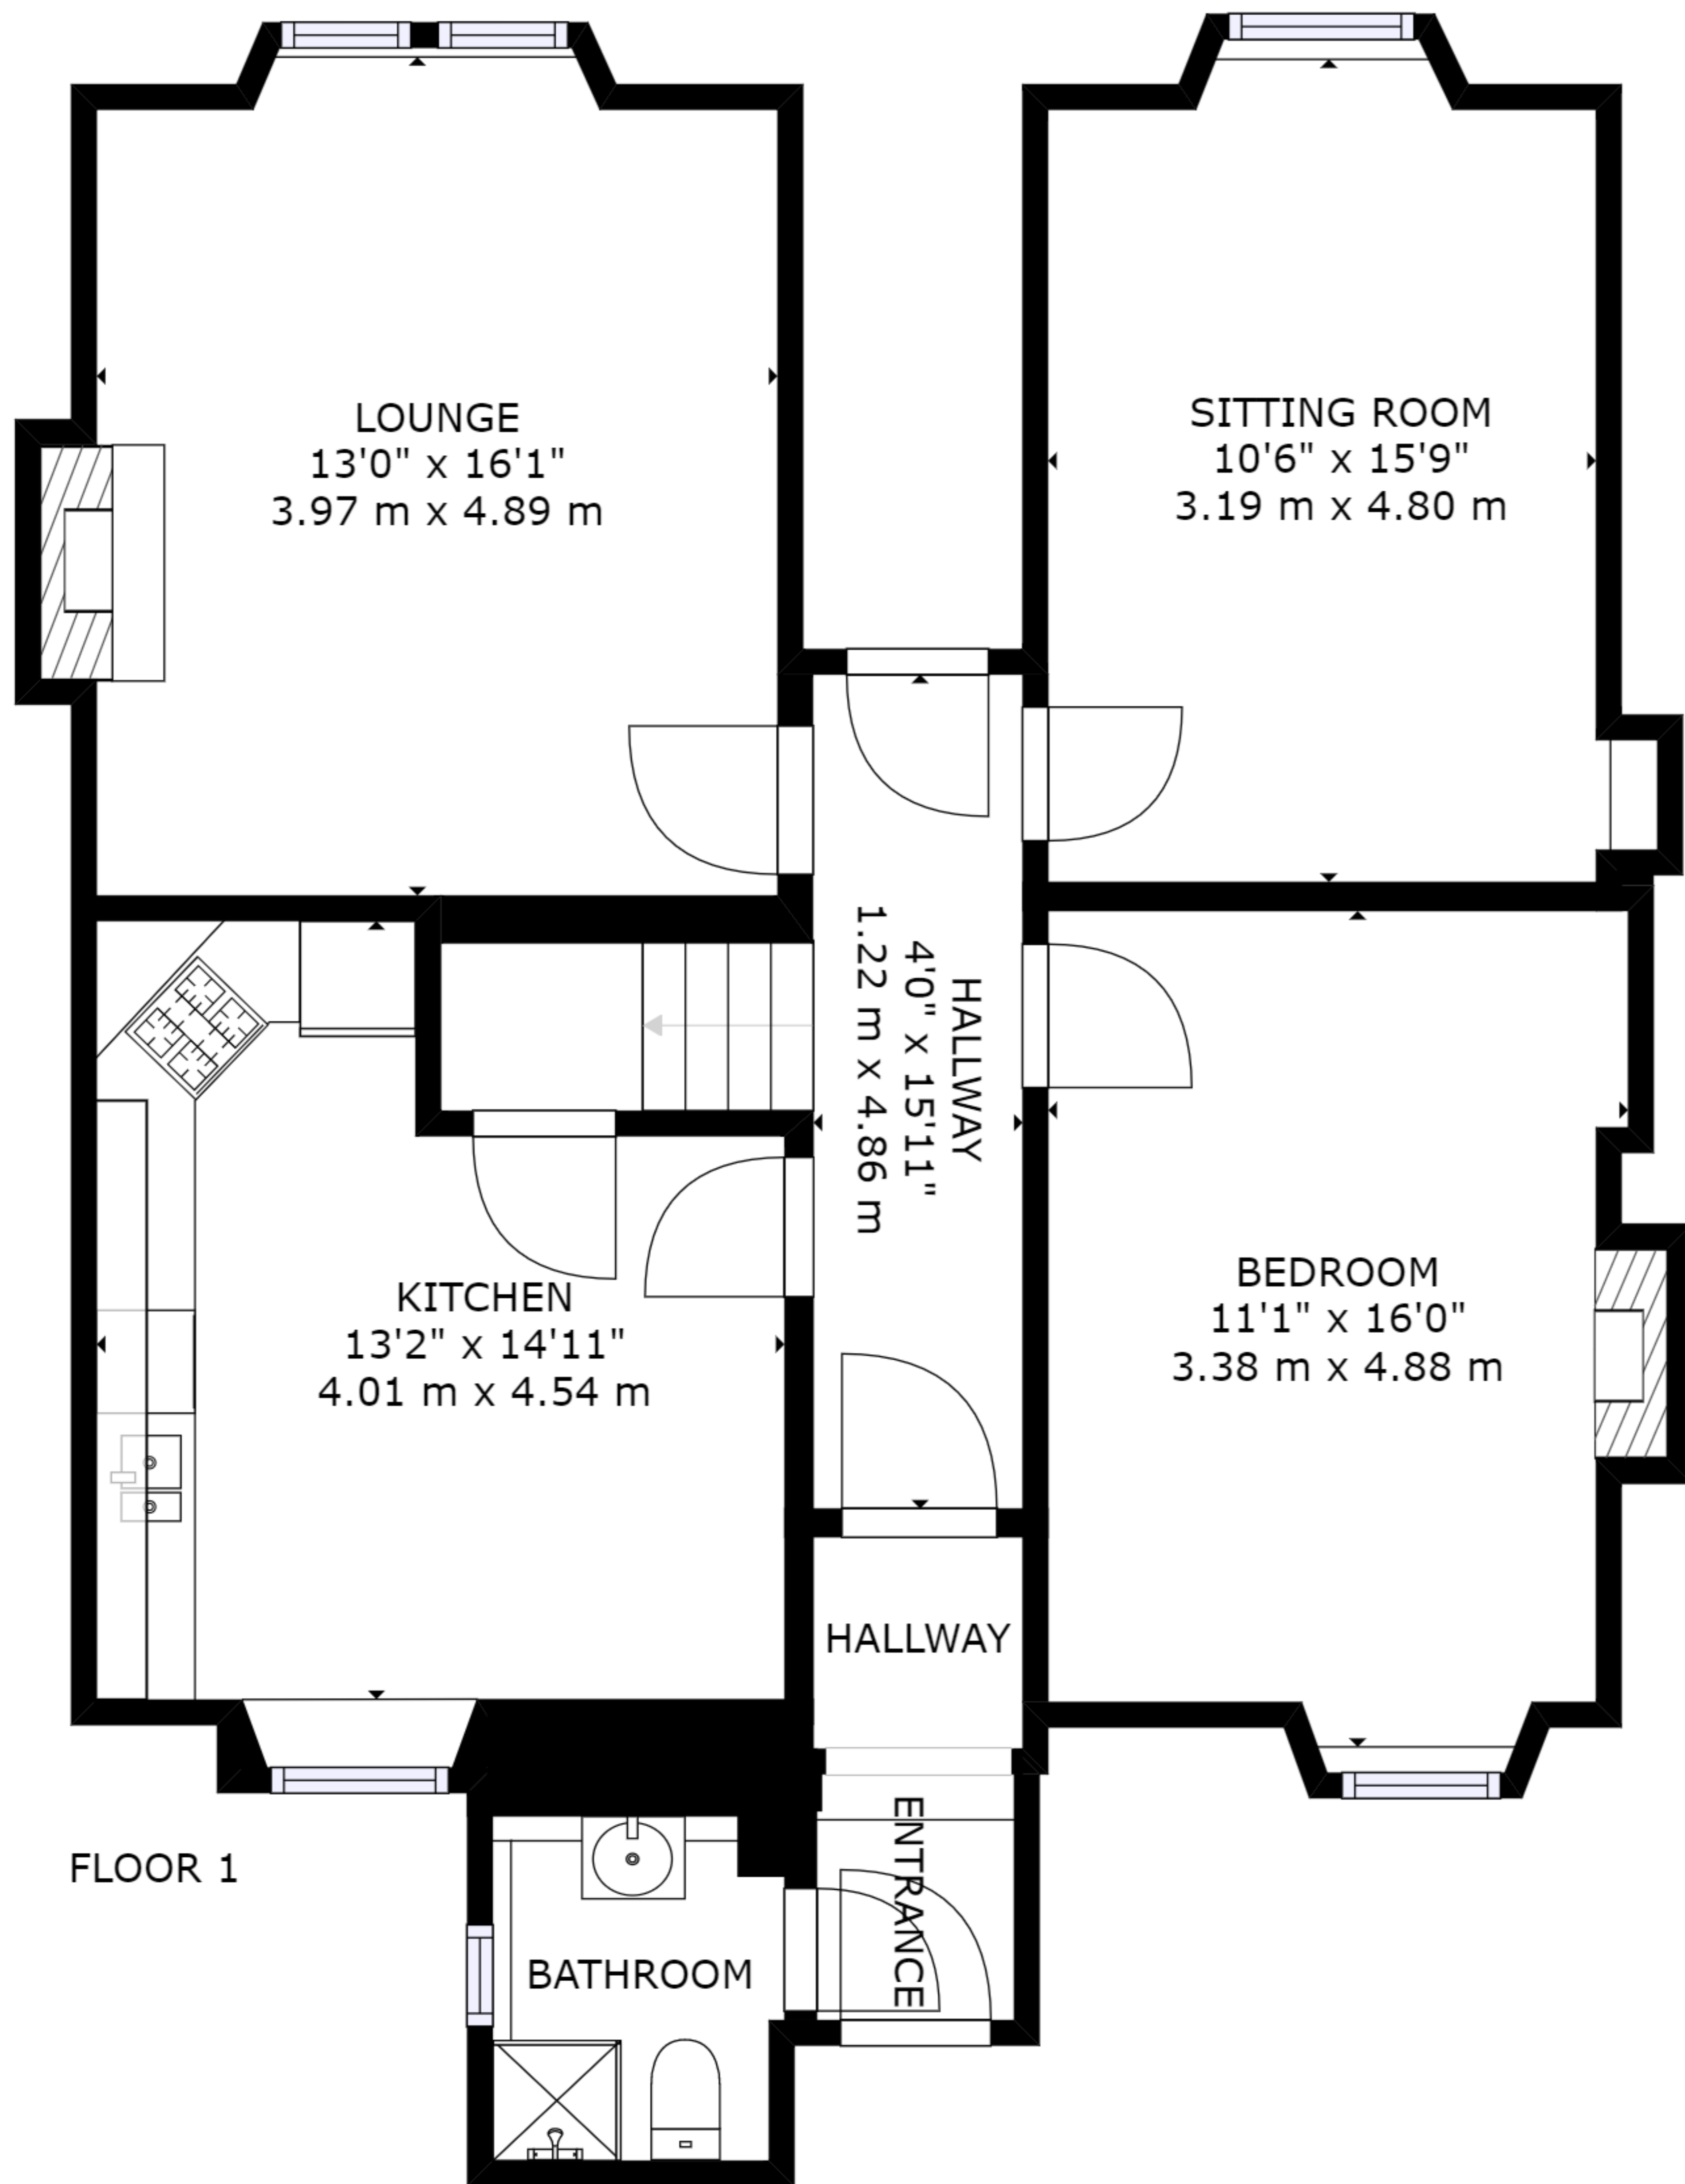 LOUNGE
13'0" x 16'1"
3.97 m x 4.89 m
SITTING ROOM
10'6" x 15'9"
3.19 m x 4.80 m
HALLWAY
4'0" x 15'11"
1.22 m x 4.86 m
KITCHEN
13'2" x 14'11"
4.01 m x 4.54 m
BEDROOM
11'1" x 16'0"
3.38 m x 4.88 m
HALLWAY
FLOOR 1
ENTRANCE
BATHROOM